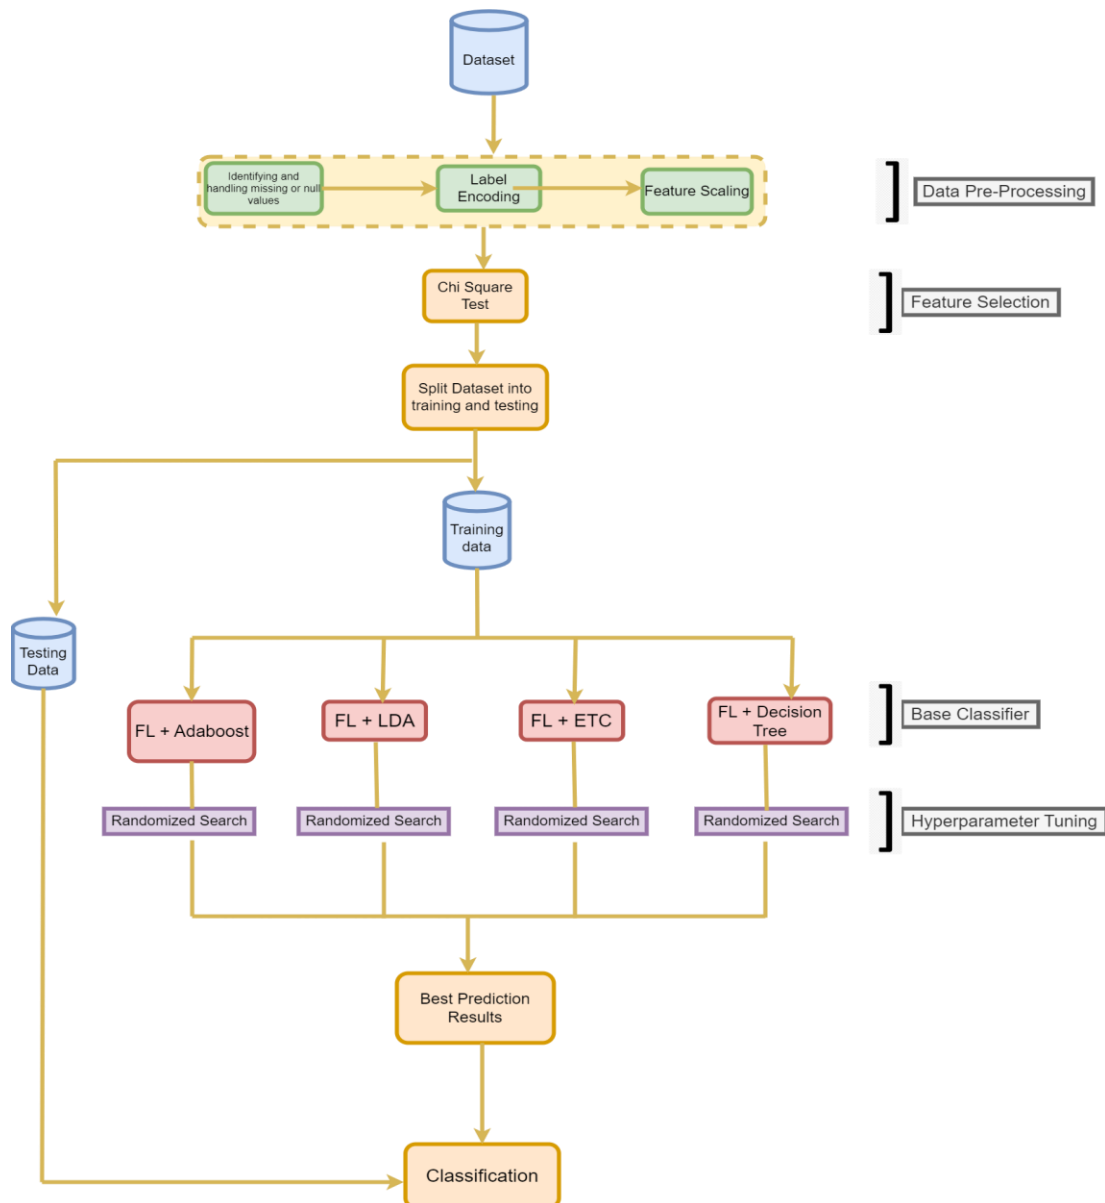 Dataset
Identifying and
handling missing or null
values
Label
Encoding
Feature Scaling
Data Pre-Processing
Chi Square
Test
Feature Selection
Split Dataset into
training and testing
Training
data
Testing
Data
FL + Adaboost
FL + LDA
FL + ETC
FL + Decision
Tree
Base Classifier
Randomized Search
Randomized Search
Randomized Search
Randomized Search
Hyperparameter Tuning
Best Prediction
Results
Classification